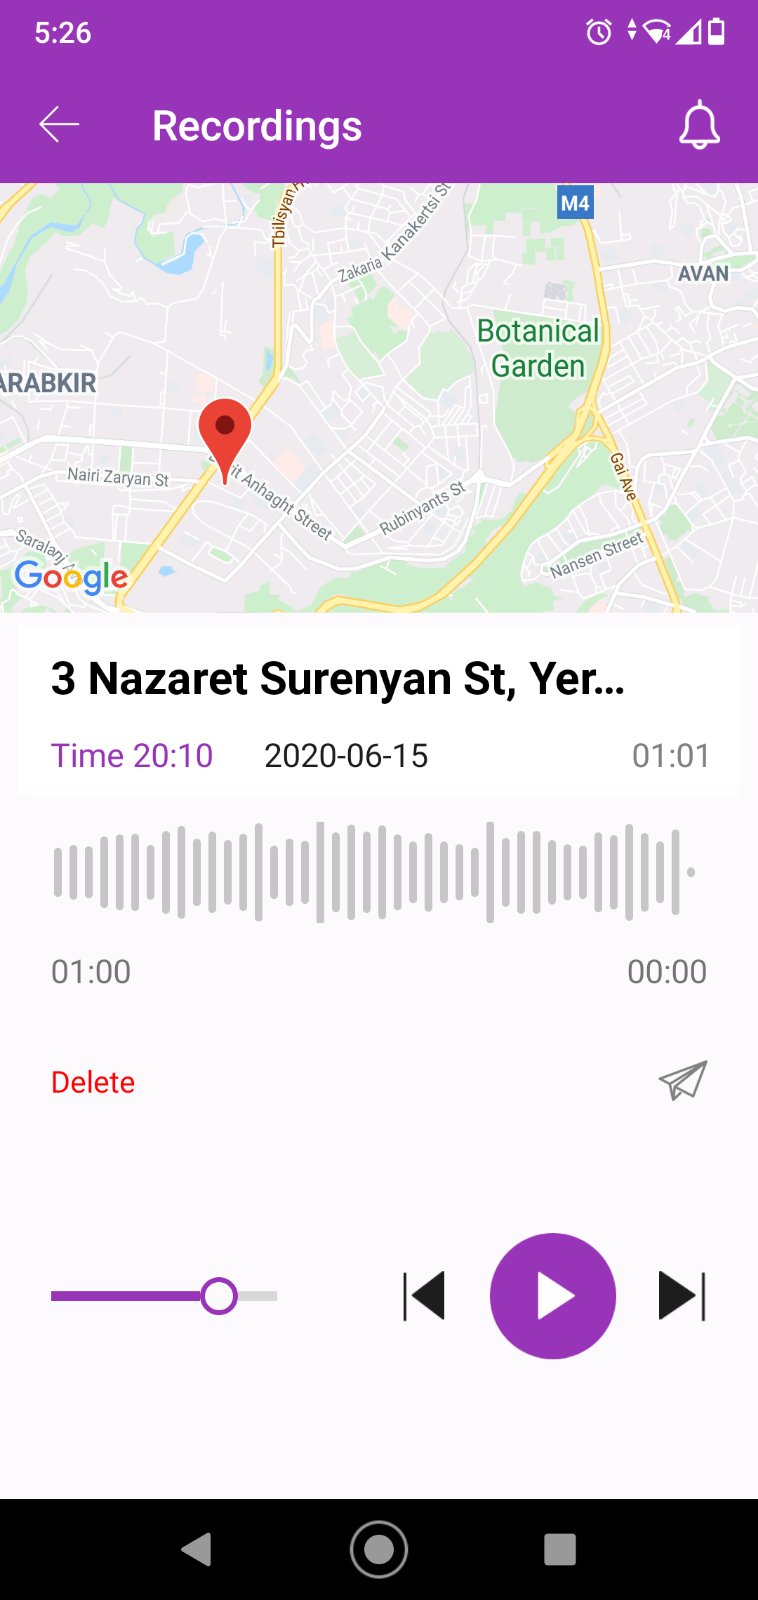 5:26
4
Recordings
M4
Tbilisyan
Zakaria Kanakertsi St
AVAN
Botanical
Garden
ARABKIR
Nairi Zaryan St
Anhaght Street
Rubinyants St
Gai Ave
Saralanj
Nansen Street
Google
3 Nazaret Surenyan St, Yer...
Time 20:10 2020-06-15 01:01
01:00 00:00
Delete